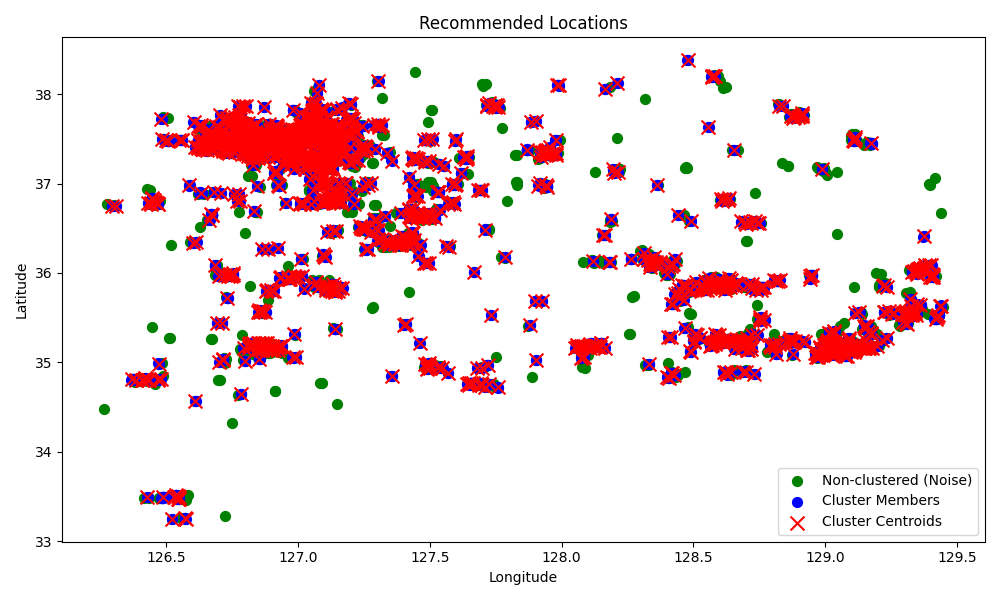 Recommended Locations
Latitude
38
37
36
35
34
33
126.5 127.0 127.5 128.0 128.5 129.0 129.5
Longitude
Non-clustered (Noise)
Cluster Members
Cluster Centroids